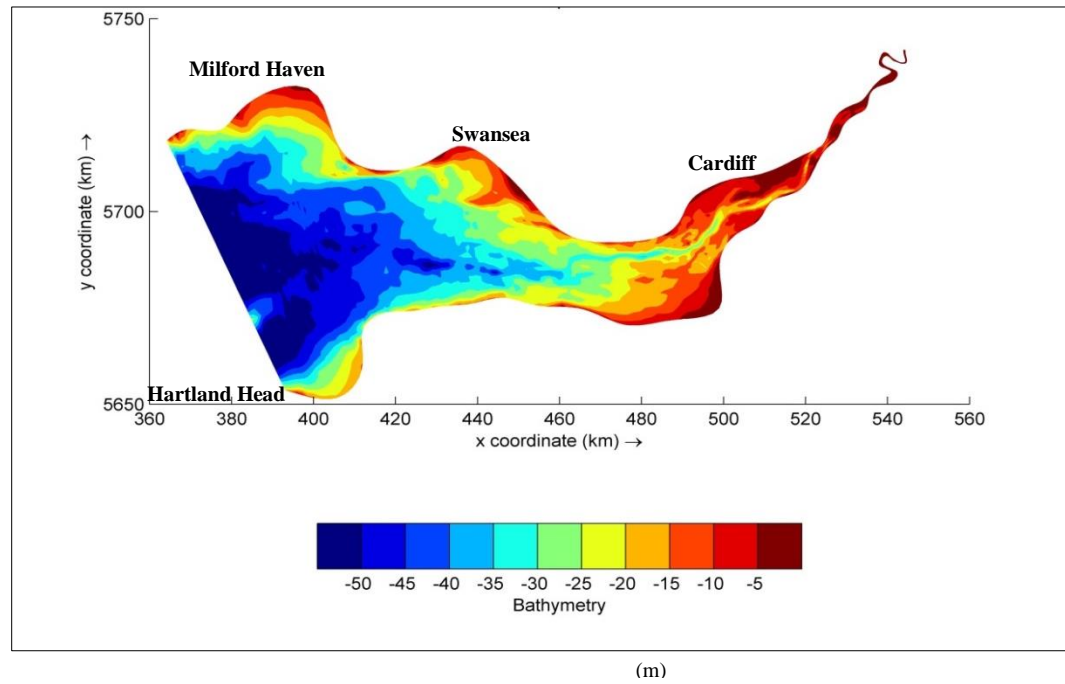 5750
Milford Haven
Swansea
Cardiff
5700
y coordinate (km) →
Hartland Head
5650
360 380 400 420 440 460 480 500 520 540 560
x coordinate (km) →
-50 -45 -40 -35 -30 -25 -20 -15 -10 -5
Bathymetry
(m)